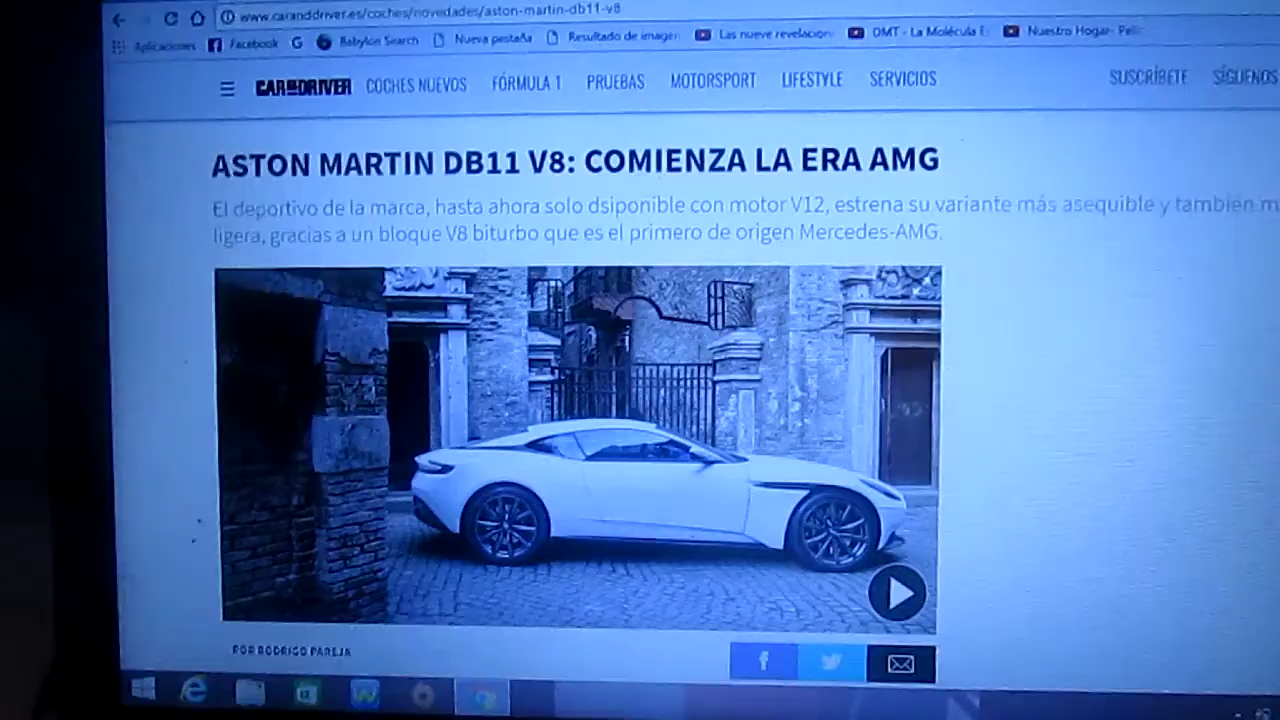 www.caranddriver.es/coches/novedades/aston-martin-db11-v8
Aplicaciones Facebook Babylon Search Nueva pestaña Resultado de imagen Las nueve revelacion DMT - La Molécula E Nuestro Hogar- Peli
CAR AND DRIVER COCHES NUEVOS FÓRMULA 1 PRUEBAS MOTORSPORT LIFESTYLE SERVICIOS SUSCRÍBETE SÍGUENOS
ASTON MARTIN DB11 V8: COMIENZA LA ERA AMG
El deportivo de la marca, hasta ahora solo dsiponible con motor V12, estrena su variante más asequible y también m
ligera, gracias a un bloque V8 biturbo que es el primero de origen Mercedes-AMG.
POR RODRIGO PAREJA